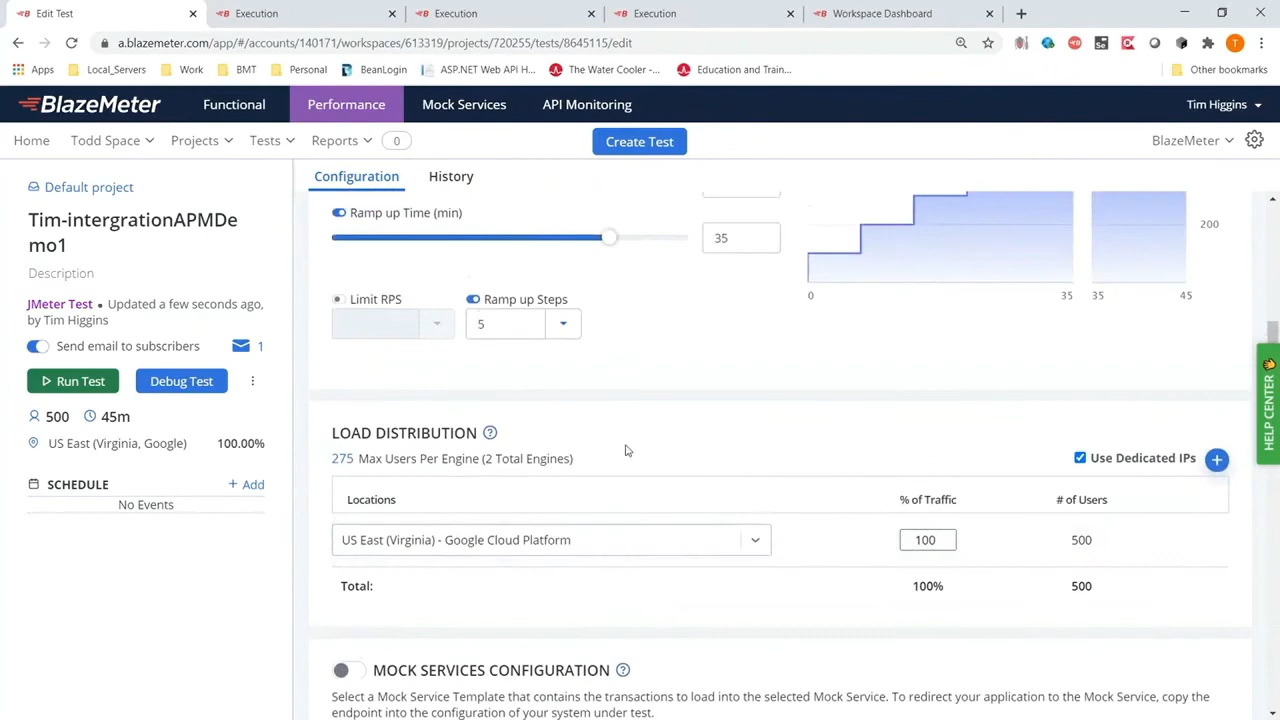 Edit Test
Execution
Execution
Execution
Workspace Dashboard
a.blazemeter.com/app/#/accounts/140171/workspaces/613319/projects/720255/tests/8645115/edit
T
Apps
Local_Servers
Work
BMT
Personal
BeanLogin
ASP.NET Web API H...
The Water Cooler -...
Education and Train...
Other bookmarks
BlazeMeter
Functional
Performance
Mock Services
API Monitoring
Tim Higgins
Home
Todd Space
Projects
Tests
Reports
0
Create Test
BlazeMeter
Default project
Tim-intergrationAPMDe
mo1
Description
JMeter Test • Updated a few seconds ago,
by Tim Higgins
Send email to subscribers
1
Run Test
Debug Test
500
45m
US East (Virginia, Google)
100.00%
SCHEDULE
+ Add
No Events
Configuration
History
Ramp up Time (min)
35
200
0
35
35
45
Limit RPS
Ramp up Steps
5
LOAD DISTRIBUTION
275 Max Users Per Engine (2 Total Engines)
Use Dedicated IPs
Locations
% of Traffic
# of Users
US East (Virginia) - Google Cloud Platform
100
500
Total:
100%
500
MOCK SERVICES CONFIGURATION
Select a Mock Service Template that contains the transactions to load into the selected Mock Service. To redirect your application to the Mock Service, copy the
endpoint into the configuration of your system under test.
HELP CENTER